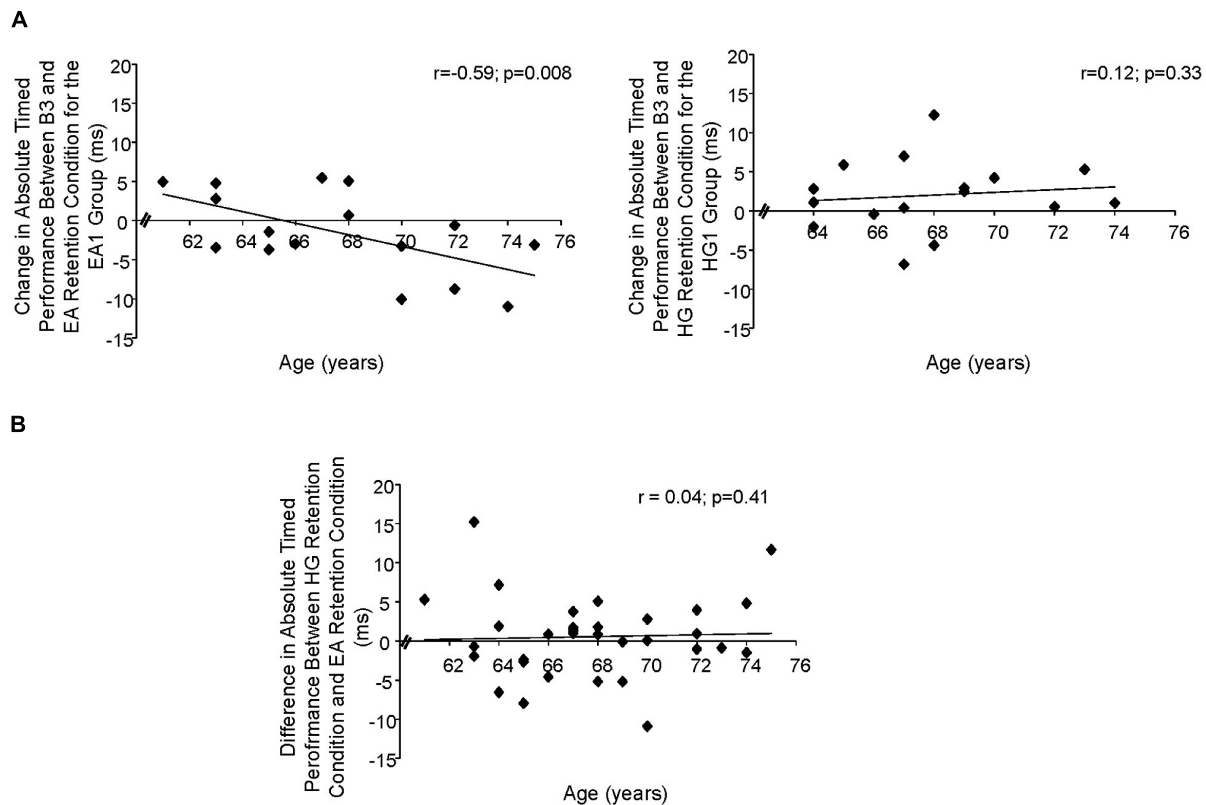 A
Change in Absolute Timed
Performance Between B3 and
EA Retention Condition for the
EA1 Group (ms)
20
15
10
5
0
-5
-10
-15
r=-0.59; p=0.008
62 64 66 68 70 72 74 76
Age (years)
Change in Absolute Timed
Performance Between B3 and
HG Retention Condition for the
HG1 Group (ms)
20
15
10
5
0
-5
-10
-15
r=0.12; p=0.33
64 66 68 70 72 74 76
Age (years)
B
Difference in Absolute Timed
Perofrmance Between HG Retention
Condition and EA Retention Condition
(ms)
20
15
10
5
0
-5
-10
-15
r = 0.04; p=0.41
62 64 66 68 70 72 74 76
Age (years)